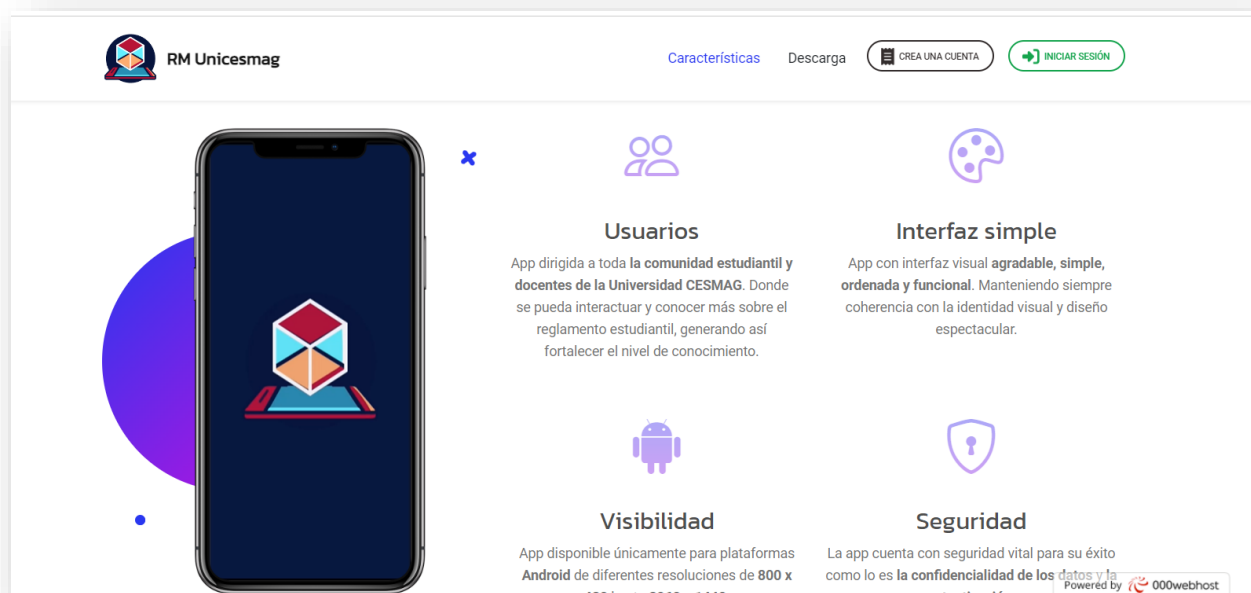 RM Unicesmag
Características
Descarga
CREA UNA CUENTA
INICIAR SESIÓN
Usuarios
App dirigida a toda la comunidad estudiantil y
docentes de la Universidad CESMAG. Donde
se pueda interactuar y conocer más sobre el
reglamento estudiantil, generando así
fortalecer el nivel de conocimiento.
Interfaz simple
App con interfaz visual agradable, simple,
ordenada y funcional. Manteniendo siempre
coherencia con la identidad visual y diseño
espectacular.
Visibilidad
App disponible únicamente para plataformas
Android de diferentes resoluciones de 800 x
Seguridad
La app cuenta con seguridad vital para su éxito
como lo es la confidencialidad de los datos y la
Powered by 000webhost